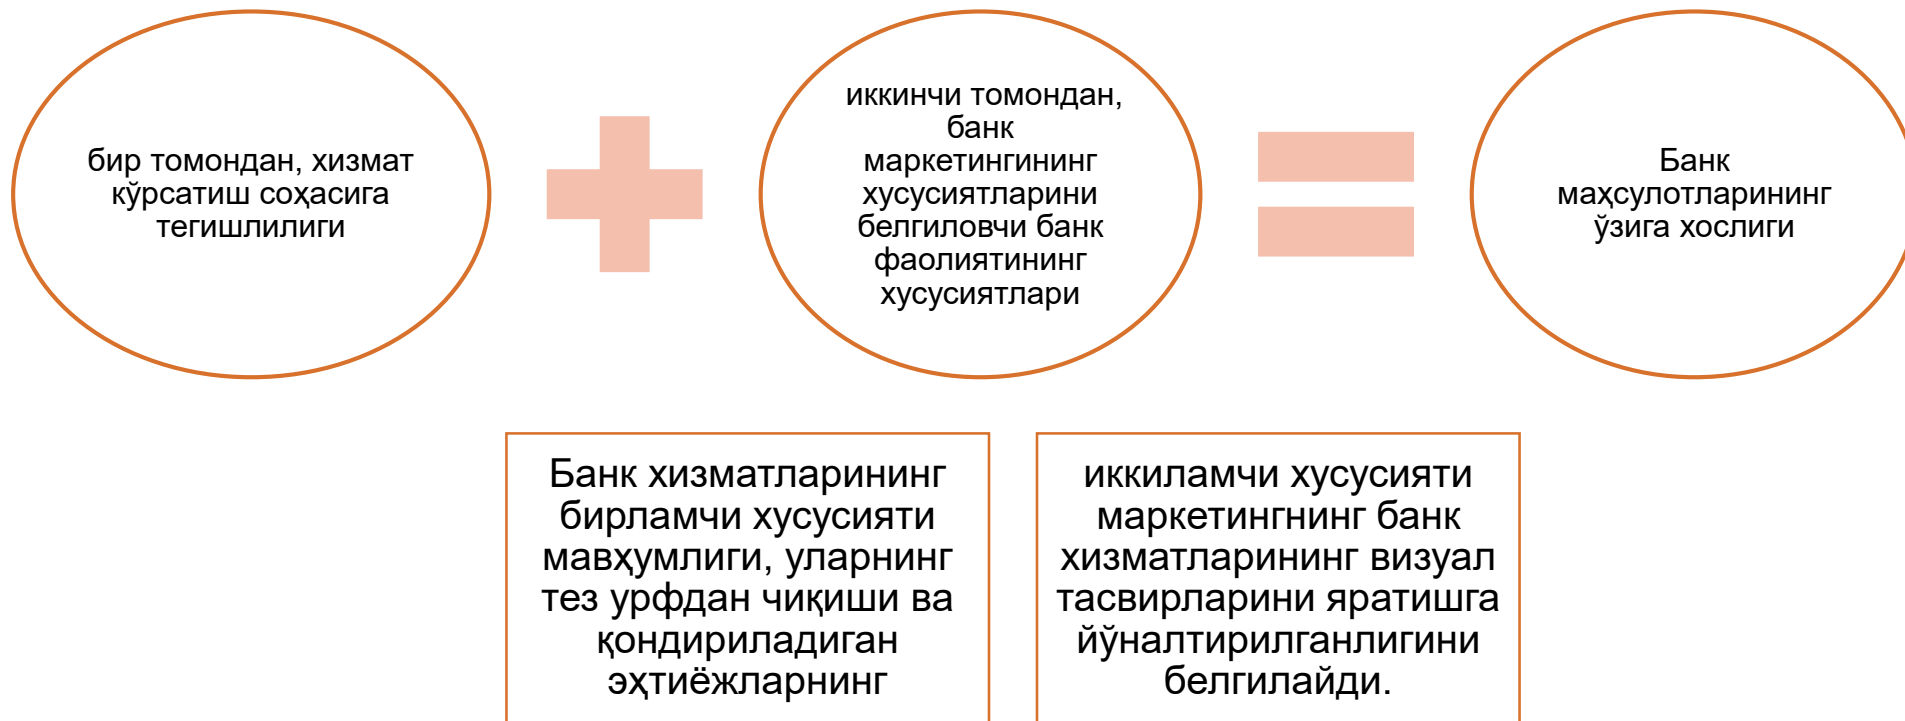 бир томондан, хизмат
кўрсатиш соҳасига
тегишлилиги
иккинчи томондан,
банк
маркетингининг
хусусиятларини
белгиловчи банк
фаолиятининг
хусусиятлари
Банк
маҳсулотларининг
ўзига хослиги
Банк хизматларининг
бирламчи хусусияти
мавҳумлиги, уларнинг
тез урфдан чиқиши ва
қондириладиган
эҳтиёжларнинг
иккиламчи хусусияти
маркетингнинг банк
хизматларининг визуал
тасвирларини яратишга
йўналтирилганлигини
белгилайди.